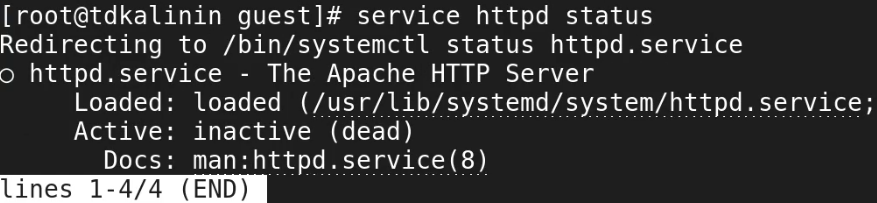 [root@tdkalinin guest]# service httpd status
Redirecting to /bin/systemctl status httpd.service
○ httpd.service - The Apache HTTP Server
     Loaded: loaded (/usr/lib/systemd/system/httpd.service;
     Active: inactive (dead)
       Docs: man:httpd.service(8)
lines 1-4/4 (END)